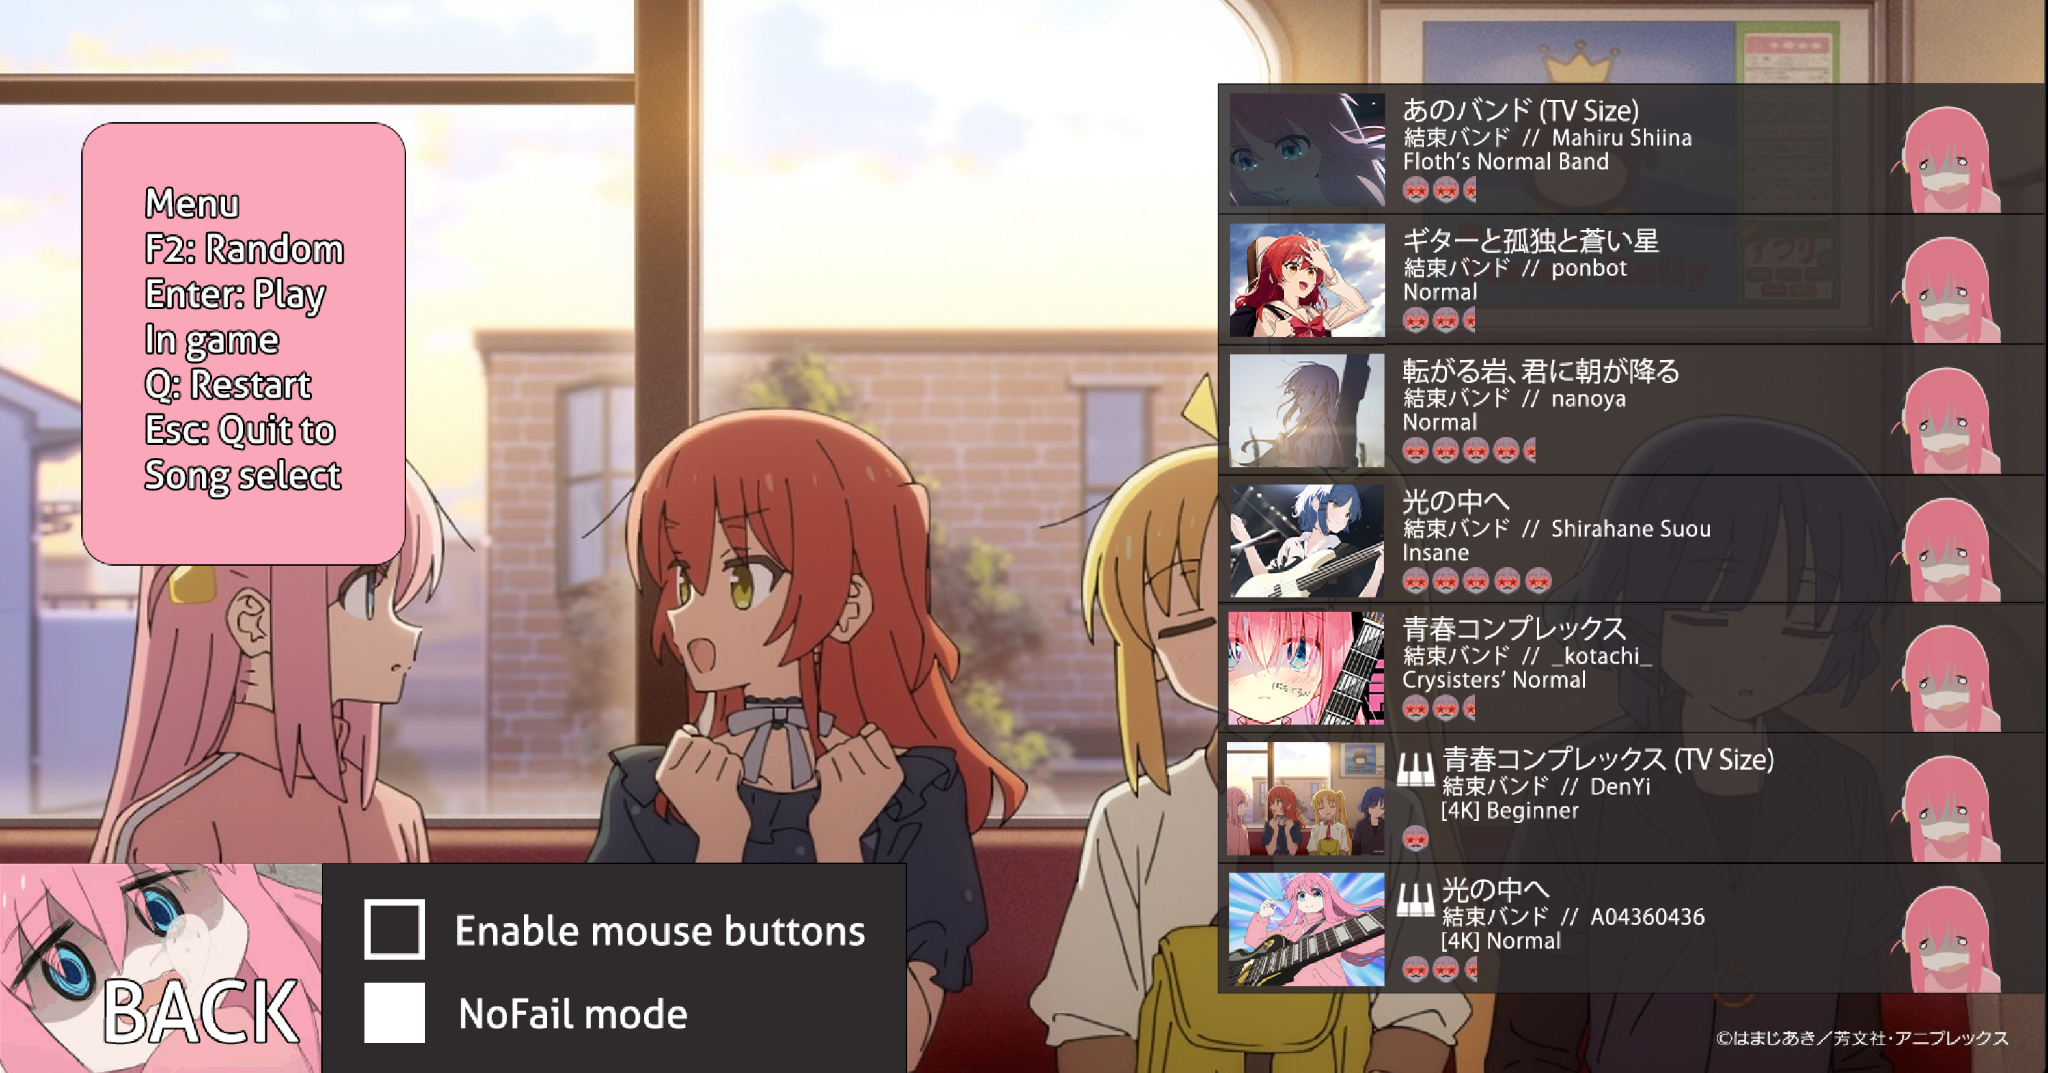 Menu
F2: Random
Enter: Play
In game
Q: Restart
Esc: Quit to
Song select
あのバンド (TV Size)
結束バンド // Mahiru Shiina
Floth's Normal Band
ギターと孤独と蒼い星
結束バンド // ponbot
Normal
転がる岩、君に朝が降る
結束バンド // nanoya
Normal
光の中へ
結束バンド // Shirahane Suou
Insane
青春コンプレックス
結束バンド // _kotachi_
Crysisters' Normal
青春コンプレックス (TV Size)
結束バンド // DenYi
[4K] Beginner
光の中へ
結束バンド // A04360436
[4K] Normal
BACK
Enable mouse buttons
NoFail mode
©はまじあき／芳文社・アニプレックス